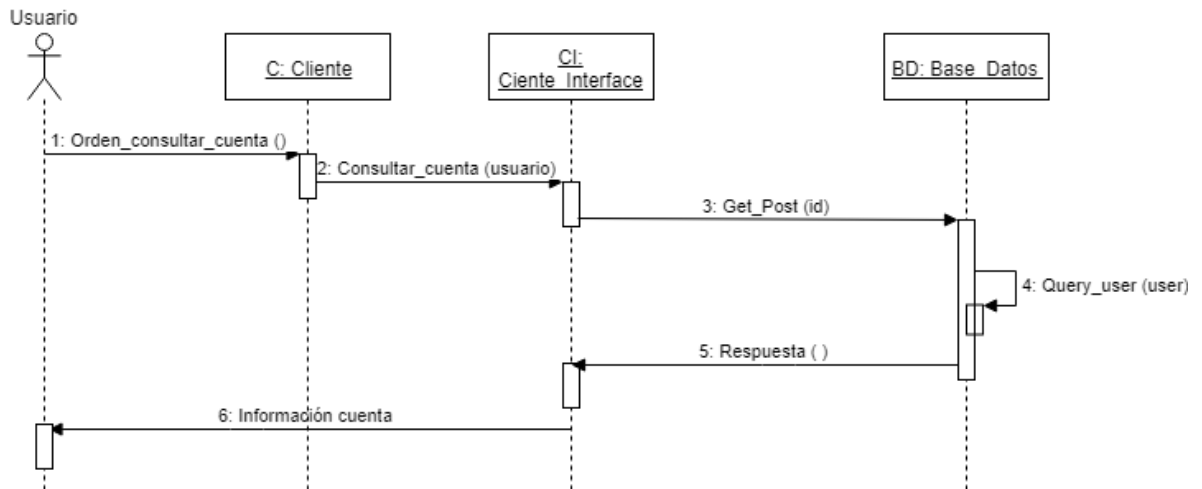 Usuario
C: Cliente
CI:
Ciente_Interface
BD: Base_Datos
1: Orden_consultar_cuenta ()
2: Consultar_cuenta (usuario)
3: Get_Post (id)
4: Query_user (user)
5: Respuesta ( )
6: Información cuenta